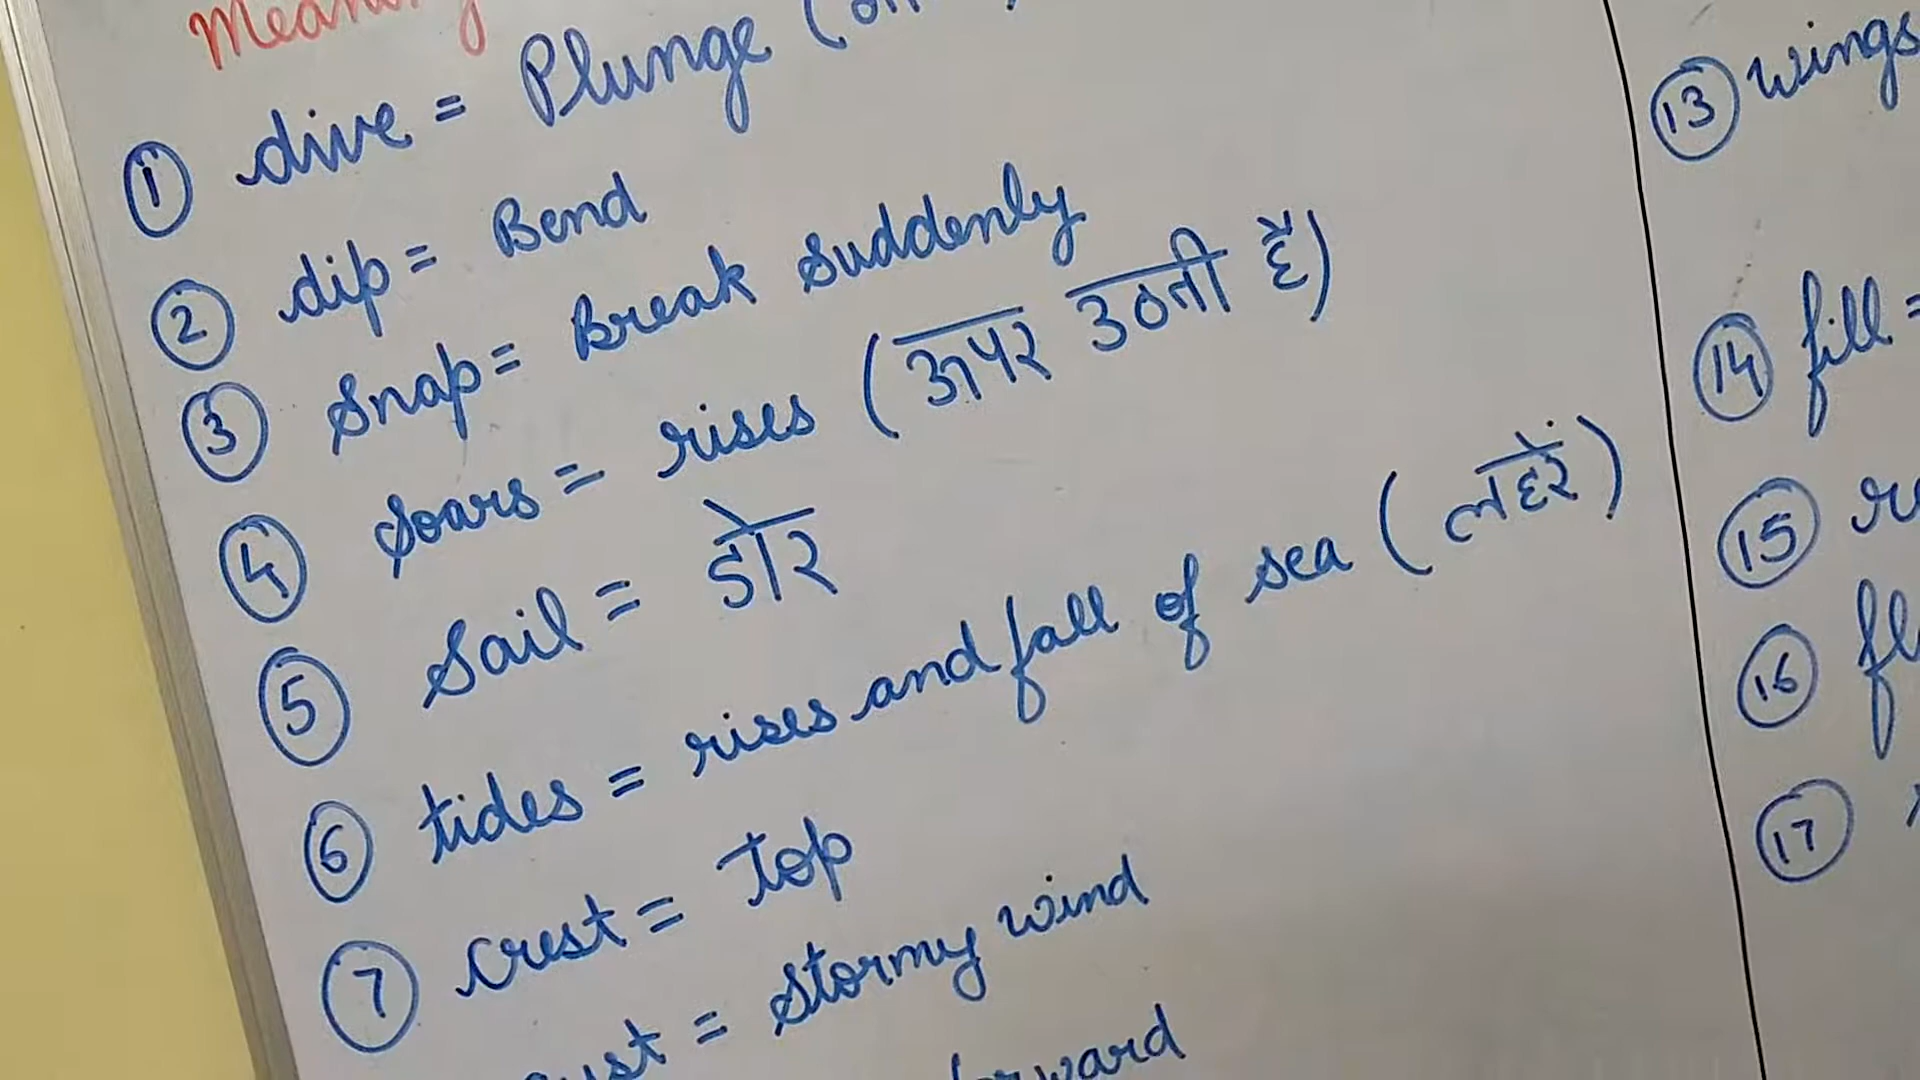 Meaning
① dive = Plunge (
② dip = Bend
③ Snap = Break suddenly
④ Soars = rises (ऊपर उठती है)
⑤ Sail = डोर
⑥ tides = rises and fall of sea (लहरें)
⑦ crest = top
= stormy wind
⑬ wings
⑭ fill =
⑮
⑯
⑰